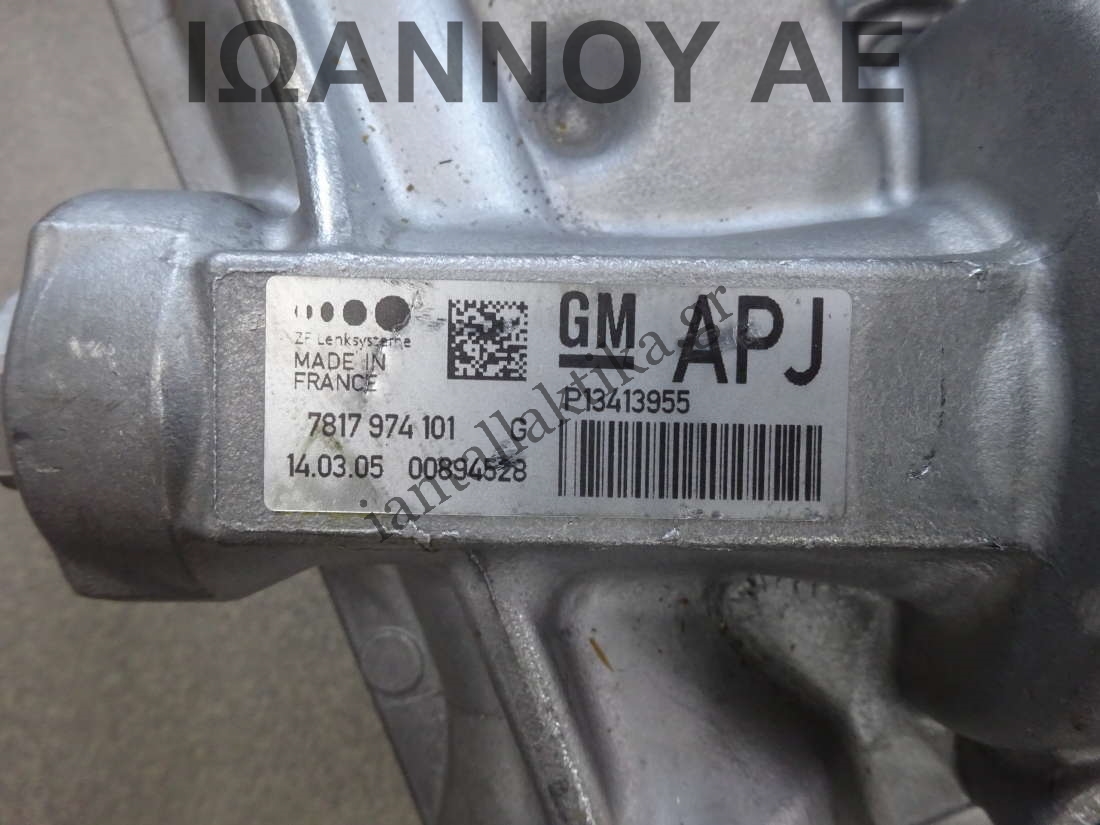 ΙΩΑΝΝΟΥ ΑΕ
ZF Lenksysteme
MADE IN
FRANCE
7817 974 101 G
14.03.05 00894528
GM APJ
P13413955
iantallaktika.gr